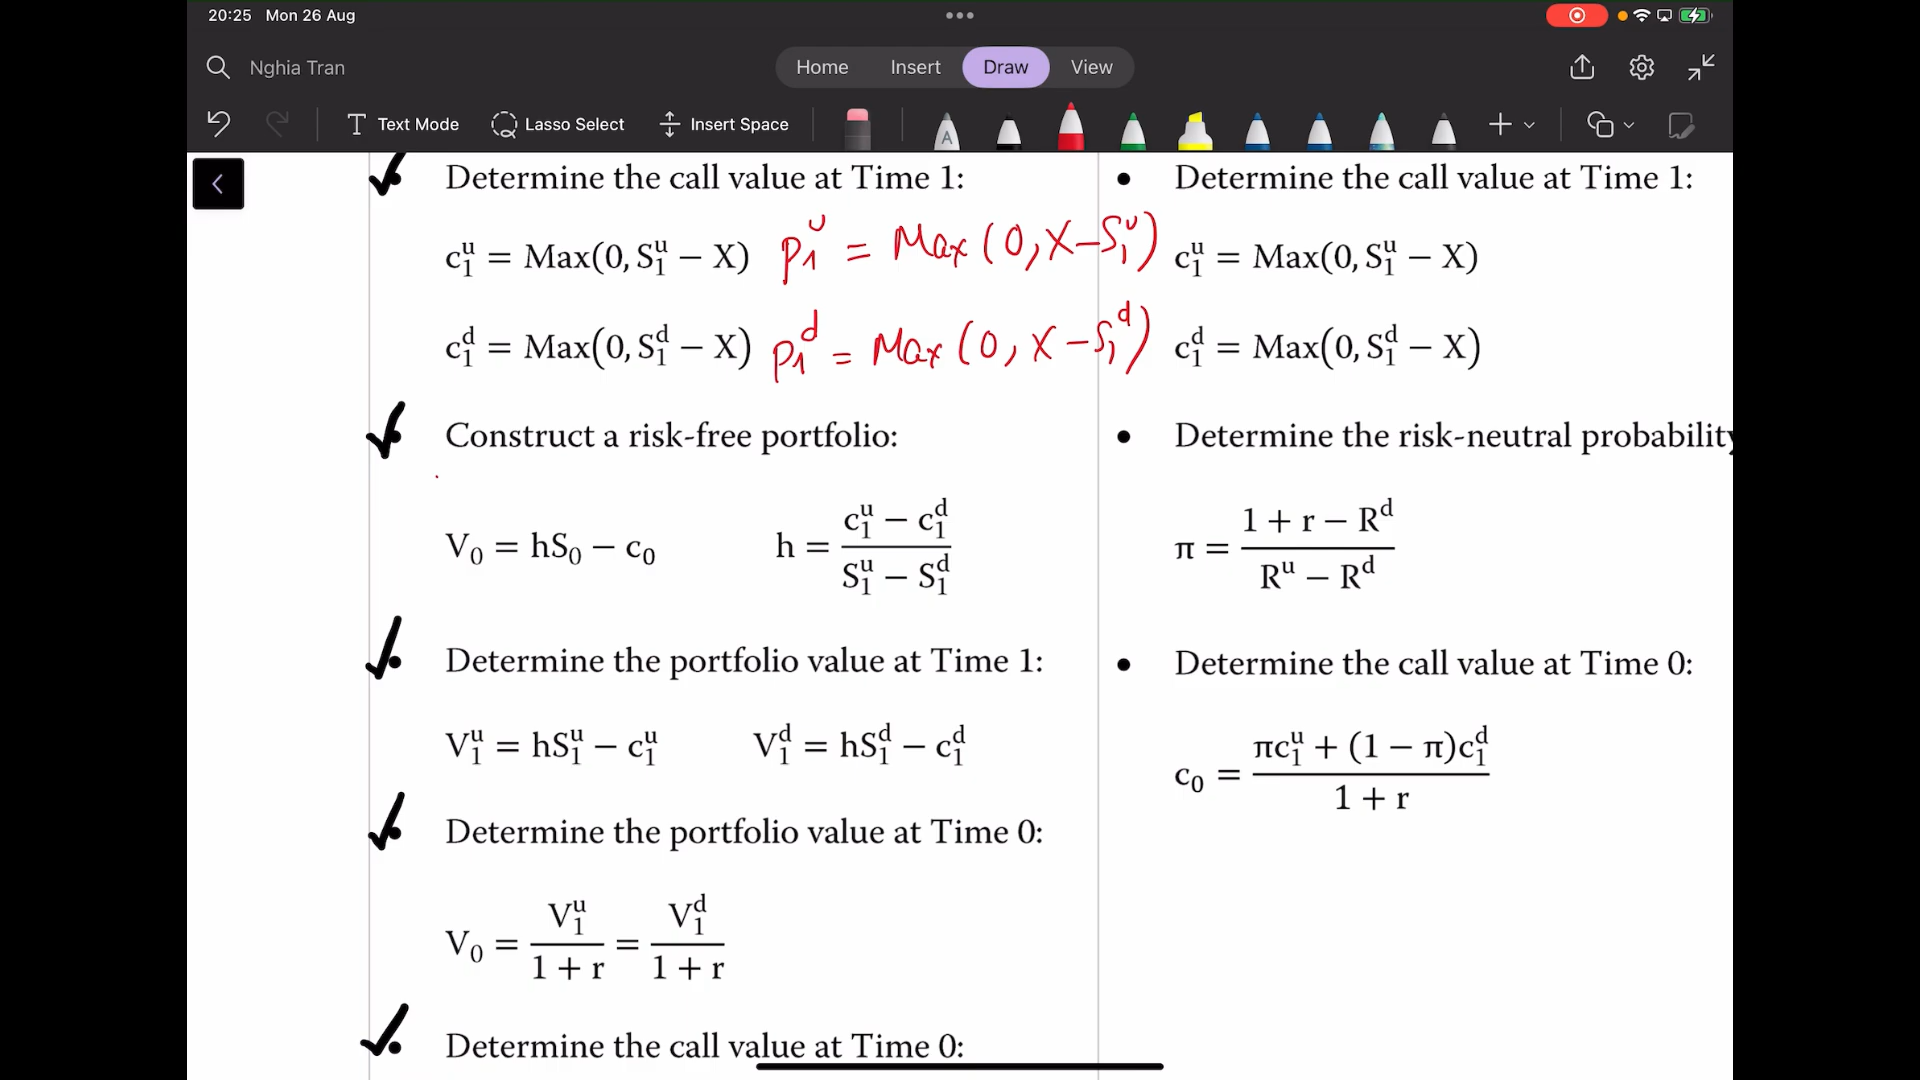 20:25 Mon 26 Aug
Nghia Tran
Home Insert Draw View
Text Mode Lasso Select Insert Space
A
• Determine the call value at Time 1:
c₁ᵘ = Max(0, S₁ᵘ − X)
p₁ᵘ = Max (0, X − S₁ᵘ)
c₁ᵈ = Max(0, S₁ᵈ − X)
p₁ᵈ = Max (0, X − S₁ᵈ)
• Construct a risk-free portfolio:
V₀ = hS₀ − c₀
h = (c₁ᵘ − c₁ᵈ) / (S₁ᵘ − S₁ᵈ)
• Determine the portfolio value at Time 1:
V₁ᵘ = hS₁ᵘ − c₁ᵘ V₁ᵈ = hS₁ᵈ − c₁ᵈ
• Determine the portfolio value at Time 0:
V₀ = V₁ᵘ / (1 + r) = V₁ᵈ / (1 + r)
• Determine the call value at Time 0:
• Determine the call value at Time 1:
c₁ᵘ = Max(0, S₁ᵘ − X)
c₁ᵈ = Max(0, S₁ᵈ − X)
• Determine the risk-neutral probability
π = (1 + r − Rᵈ) / (Rᵘ − Rᵈ)
• Determine the call value at Time 0:
c₀ = (πc₁ᵘ + (1 − π)c₁ᵈ) / (1 + r)